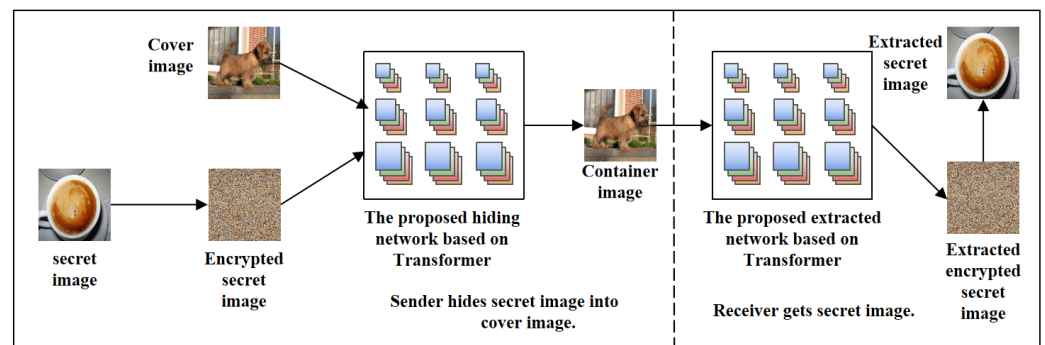 Cover
image
secret
image
Encrypted
secret
image
The proposed hiding
network based on
Transformer
Container
image
Sender hides secret image into
cover image.
The proposed extracted
network based on
Transformer
Extracted
secret
image
Extracted
encrypted
secret
image
Receiver gets secret image.